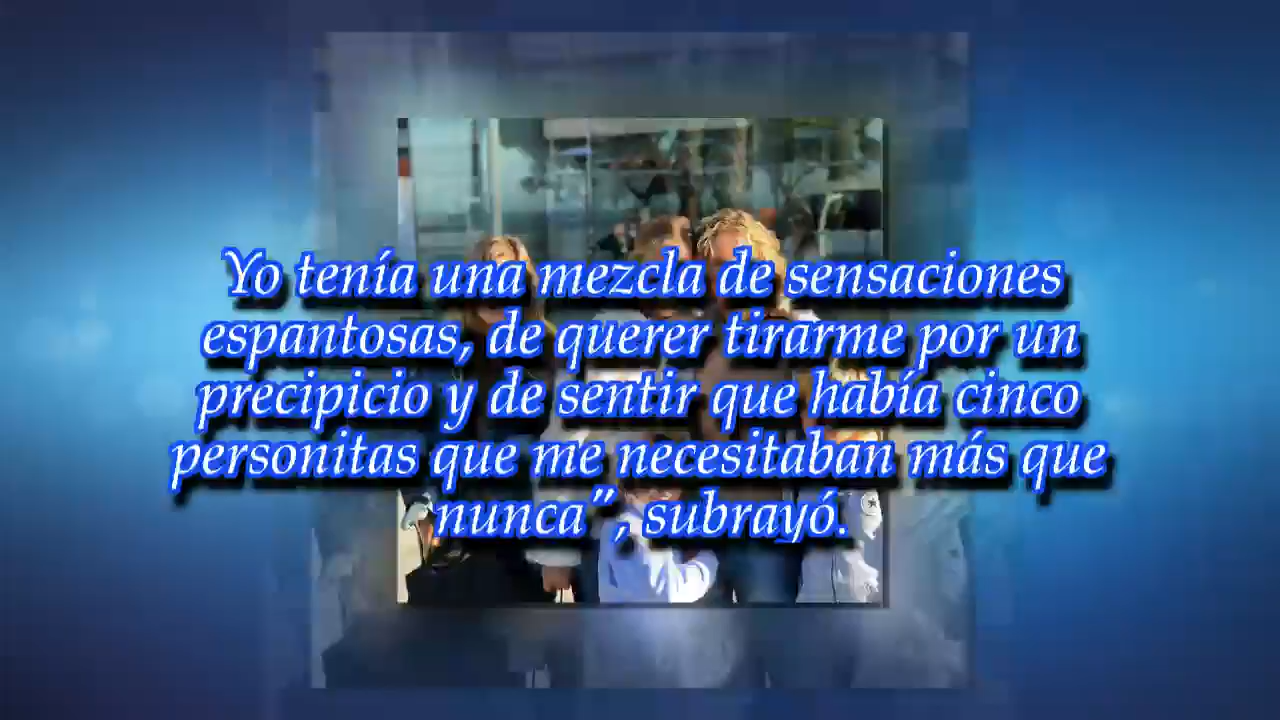 Yo tenía una mezcla de sensaciones
espantosas, de querer tirarme por un
precipicio y de sentir que había cinco
personitas que me necesitaban más que
nunca”, subrayó.